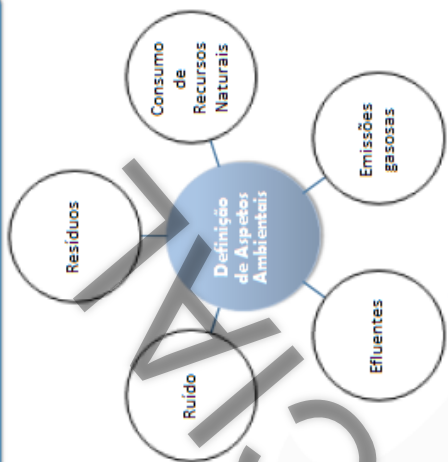 Definição
de Aspetos
Ambientais
Resíduos
Consumo
de
Recursos
Naturais
Emissões
gasosas
Efluentes
Ruído